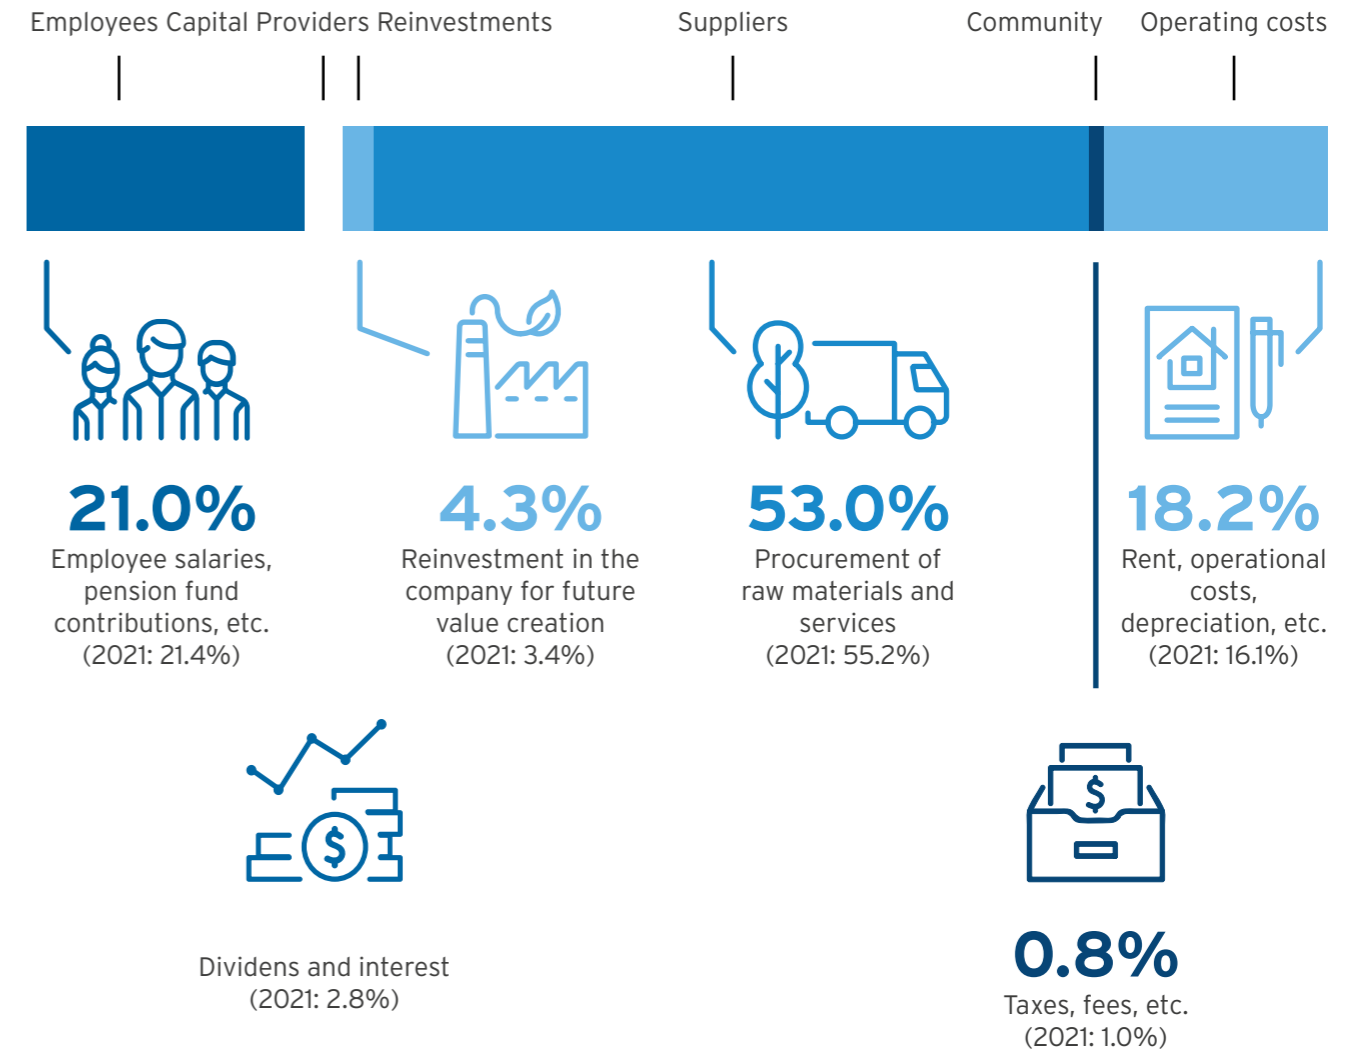 Employees Capital Providers Reinvestments Suppliers Community Operating costs
21.0%
Employee salaries,
pension fund
contributions, etc.
(2021: 21.4%)
4.3%
Reinvestment in the
company for future
value creation
(2021: 3.4%)
53.0%
Procurement of
raw materials and
services
(2021: 55.2%)
18.2%
Rent, operational
costs,
depreciation, etc.
(2021: 16.1%)
$
Dividens and interest
(2021: 2.8%)
$
0.8%
Taxes, fees, etc.
(2021: 1.0%)